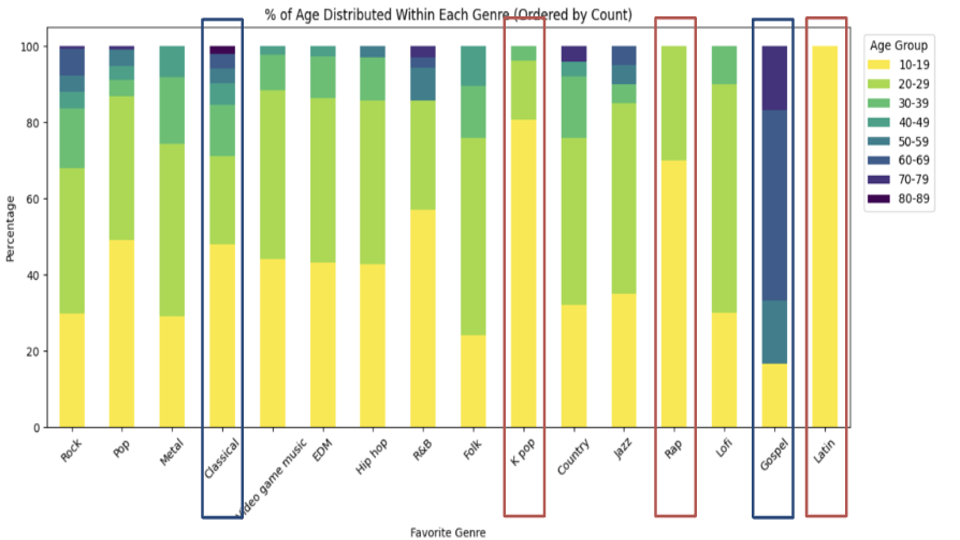 % of Age Distributed Within Each Genre (Ordered by Count)
Age Group
10-19
20-29
30-39
40-49
50-59
60-69
70-79
80-89
Percentage
100
80
60
40
20
0
Rock
Pop
Metal
Classical
Video game music
EDM
Hip hop
R&B
Folk
K pop
Country
Jazz
Rap
Lofi
Gospel
Latin
Favorite Genre